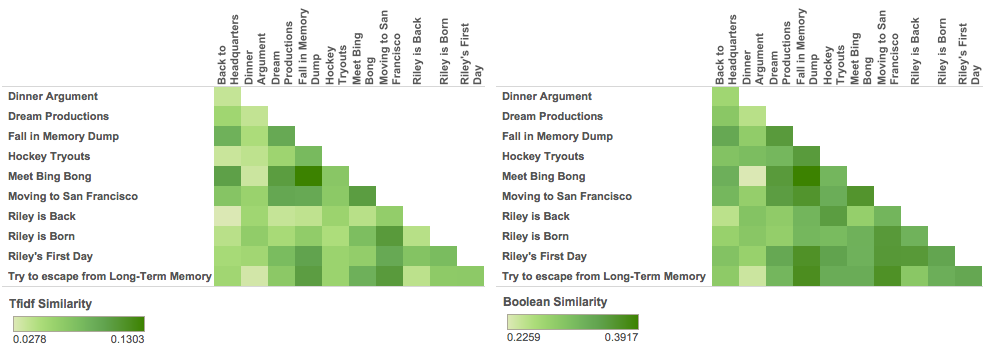 Back to Headquarters
Dinner Argument
Dream Productions
Fall in Memory Dump
Hockey Tryouts
Meet Bing Bong
Moving to San Francisco
Riley is Back
Riley is Born
Riley's First Day
Dinner Argument
Dream Productions
Fall in Memory Dump
Hockey Tryouts
Meet Bing Bong
Moving to San Francisco
Riley is Back
Riley is Born
Riley's First Day
Try to escape from Long-Term Memory
Tfidf Similarity
0.0278 0.1303
Back to Headquarters
Dinner Argument
Dream Productions
Fall in Memory Dump
Hockey Tryouts
Meet Bing Bong
Moving to San Francisco
Riley is Back
Riley is Born
Riley's First Day
Dinner Argument
Dream Productions
Fall in Memory Dump
Hockey Tryouts
Meet Bing Bong
Moving to San Francisco
Riley is Back
Riley is Born
Riley's First Day
Try to escape from Long-Term Memory
Boolean Similarity
0.2259 0.3917